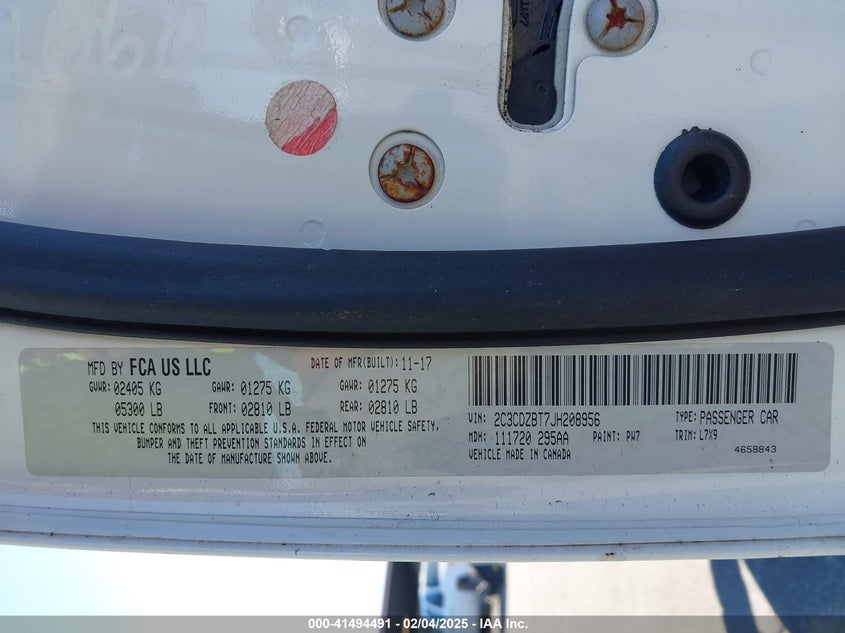 MFD BY FCA US LLC DATE OF MFR(BUILT): 11-17
GVWR: 02405 KG GAWR: 01275 KG GAWR: 01275 KG
05300 LB FRONT: 02810 LB REAR: 02810 LB
THIS VEHICLE CONFORMS TO ALL APPLICABLE U.S.A. FEDERAL MOTOR VEHICLE SAFETY,
BUMPER AND THEFT PREVENTION STANDARDS IN EFFECT ON
THE DATE OF MANUFACTURE SHOWN ABOVE.
VIN: 2C3CDZBT7JH208956 TYPE: PASSENGER CAR
MDH: 111720 295AA PAINT: PW7 TRIM: L7X9
VEHICLE MADE IN CANADA 4658843
000-41494491 - 02/04/2025 - IAA Inc.